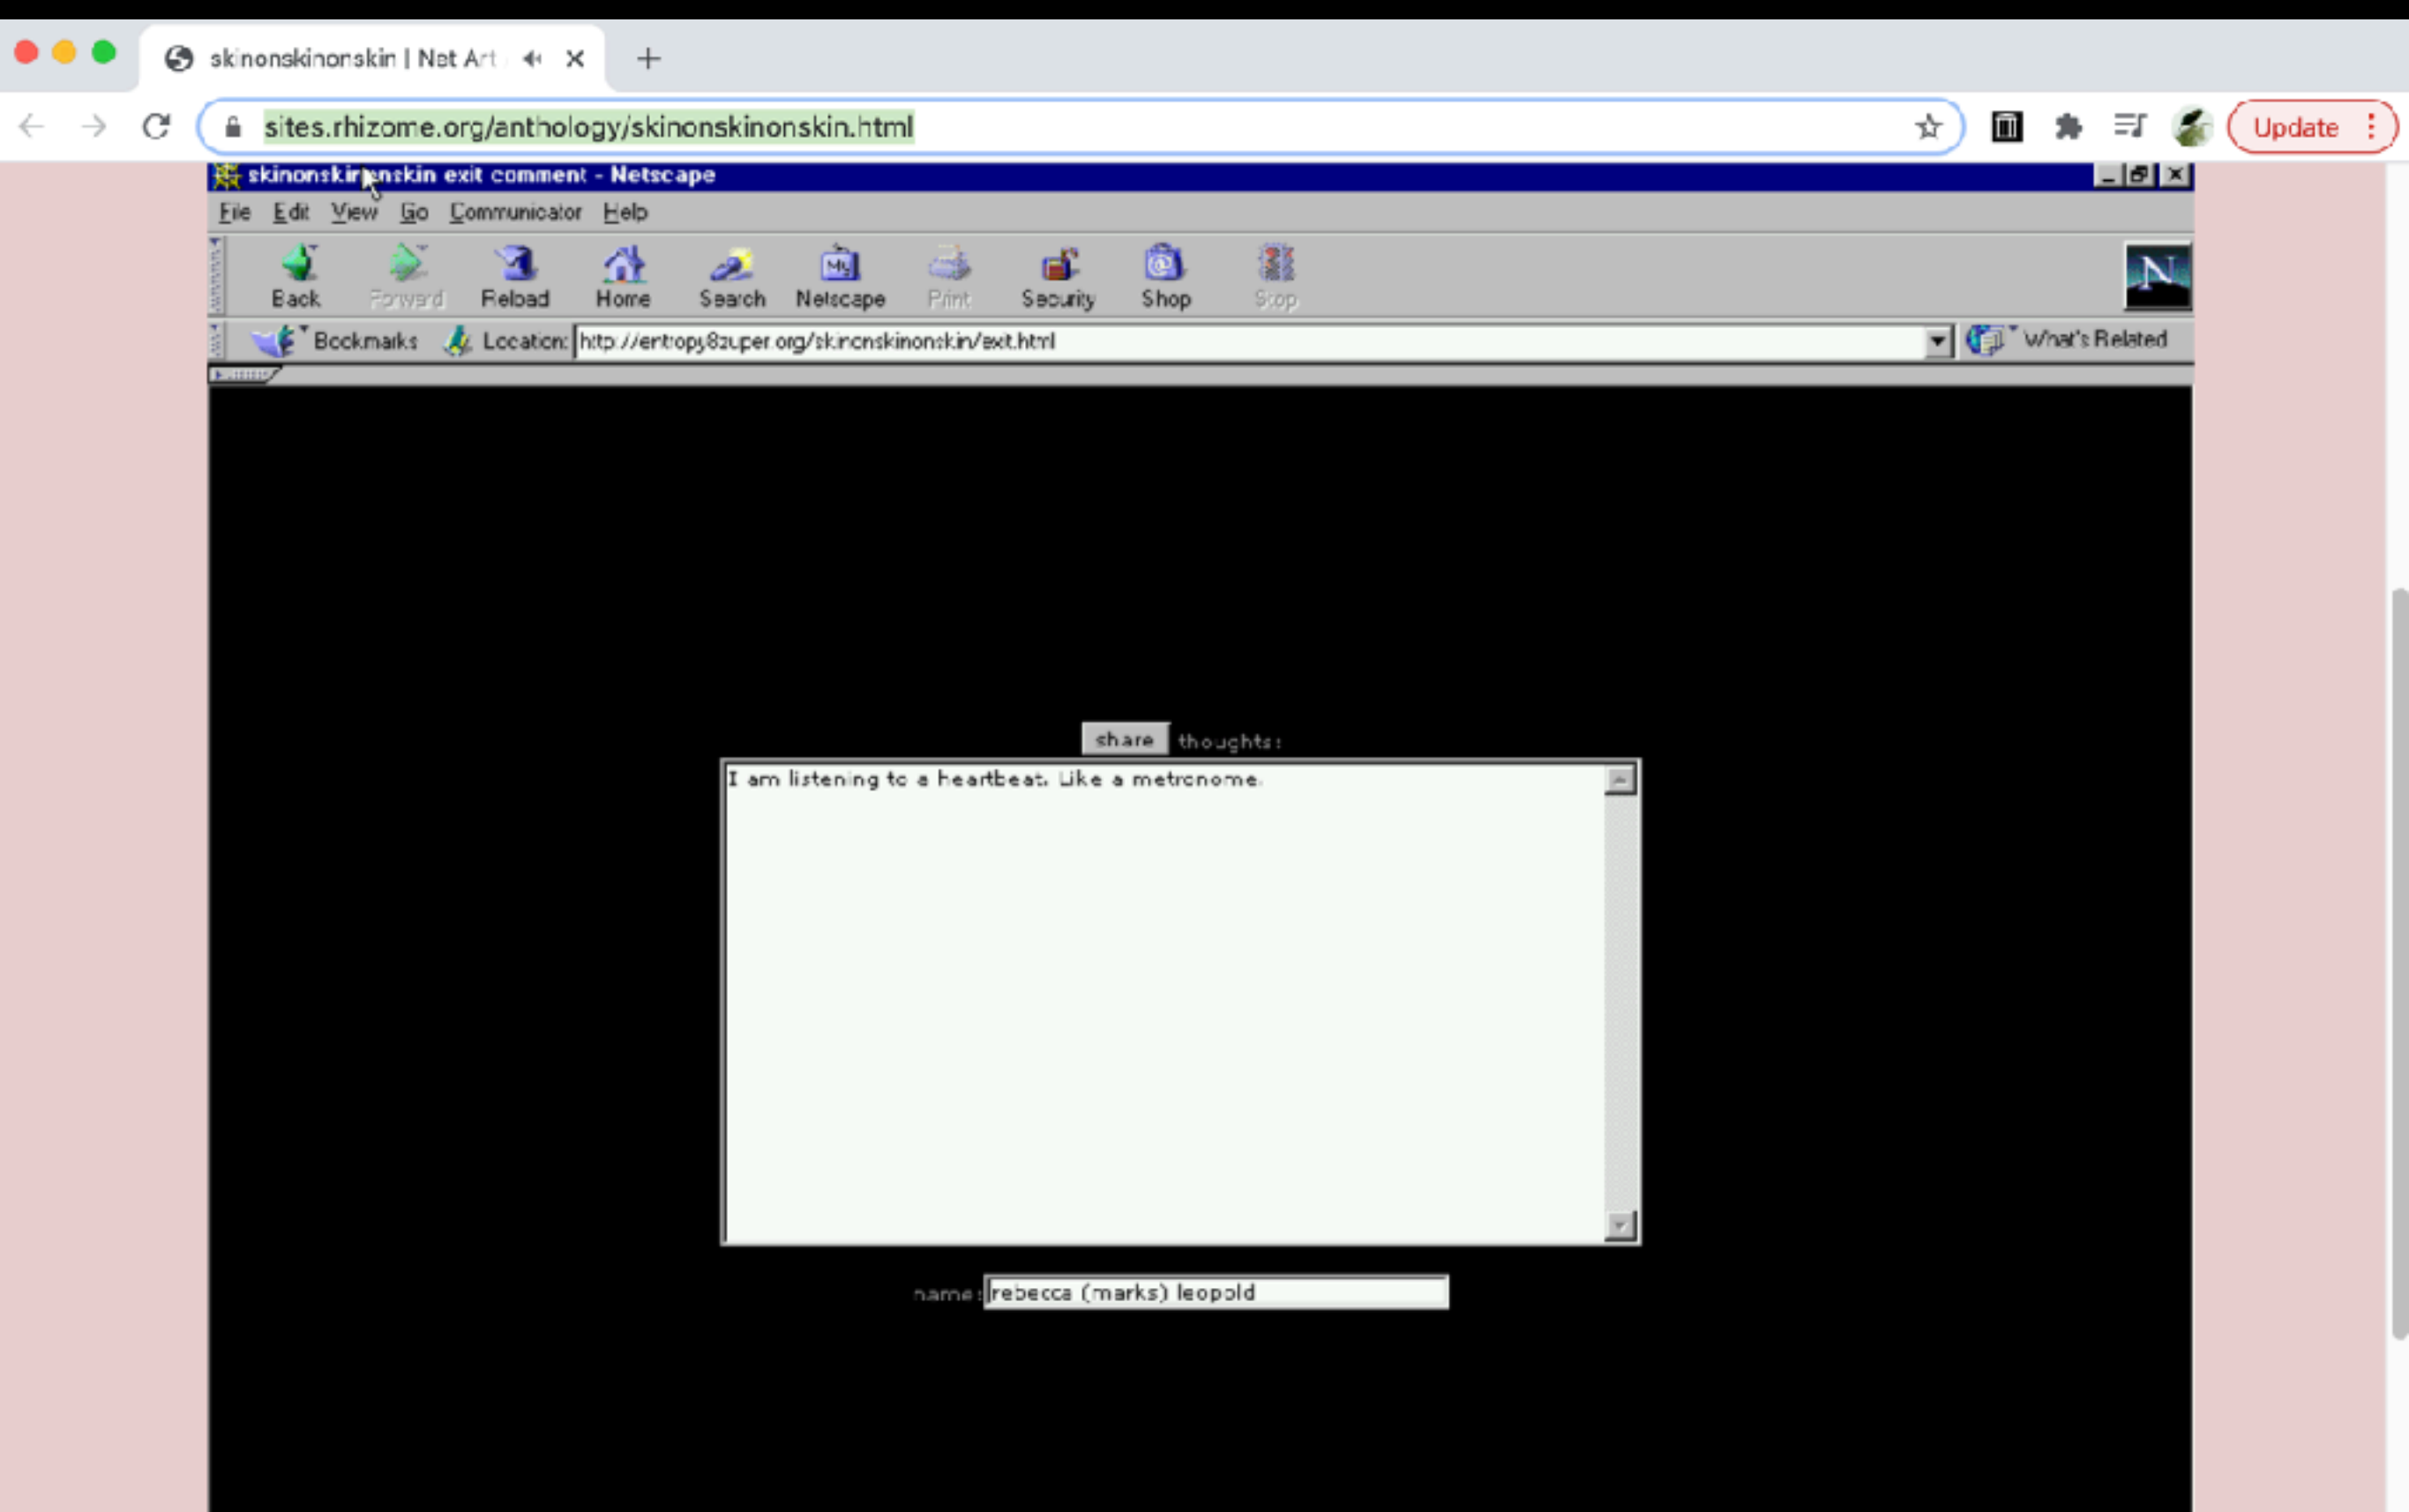 skinonskinonskin | Net Art
sites.rhizome.org/anthology/skinonskinonskin.html
Update
skinonskinonskin exit comment - Netscape
File Edit View Go Communicator Help
Back Forward Reload Home Search Netscape Print Security Shop Stop
Bookmarks Location: http://entropy8zuper.org/skinonskinonskin/exit.html What's Related
share thoughts:
I am listening to a heartbeat. Like a metronome.
name: rebecca (marks) leopold